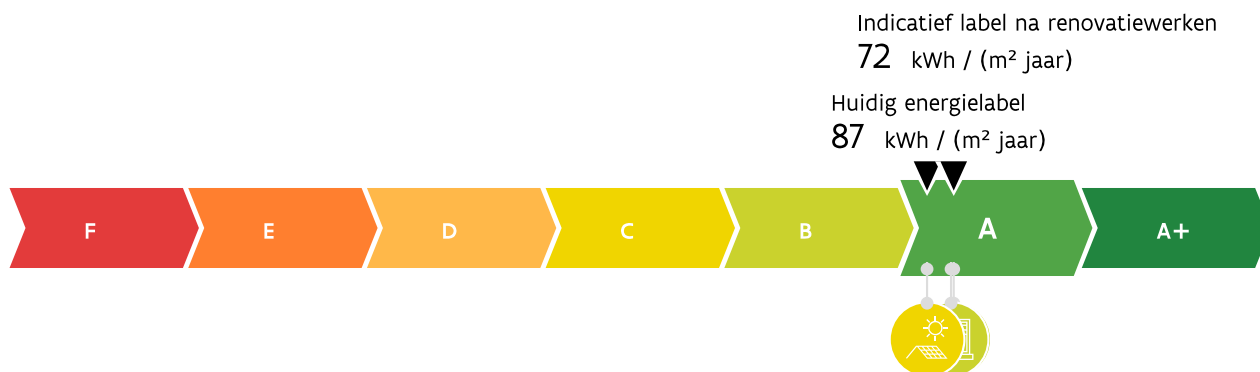 Indicatief label na renovatiewerken
72 kWh / (m² jaar)
Huidig energielabel
87 kWh / (m² jaar)
F E D C B A A+